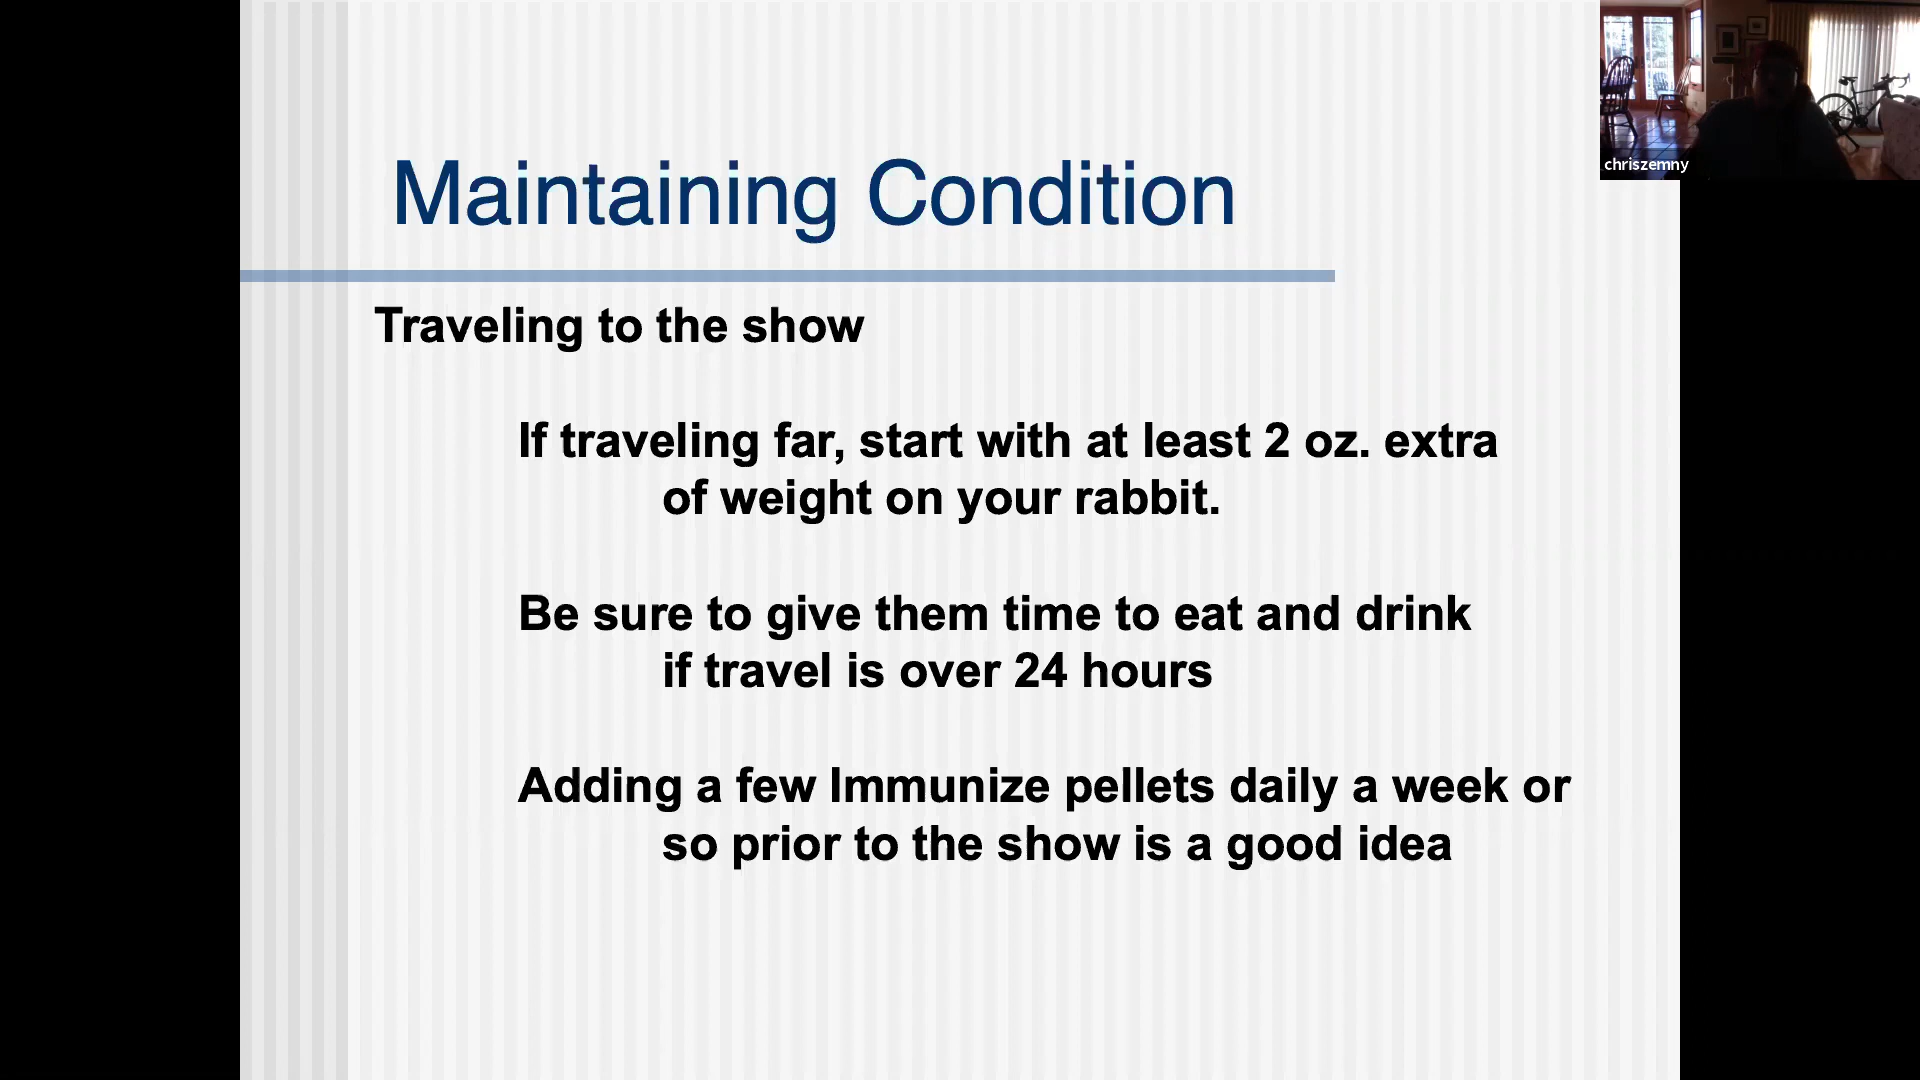 Maintaining Condition
chriszemny
Traveling to the show
If traveling far, start with at least 2 oz. extra
of weight on your rabbit.
Be sure to give them time to eat and drink
if travel is over 24 hours
Adding a few Immunize pellets daily a week or
so prior to the show is a good idea